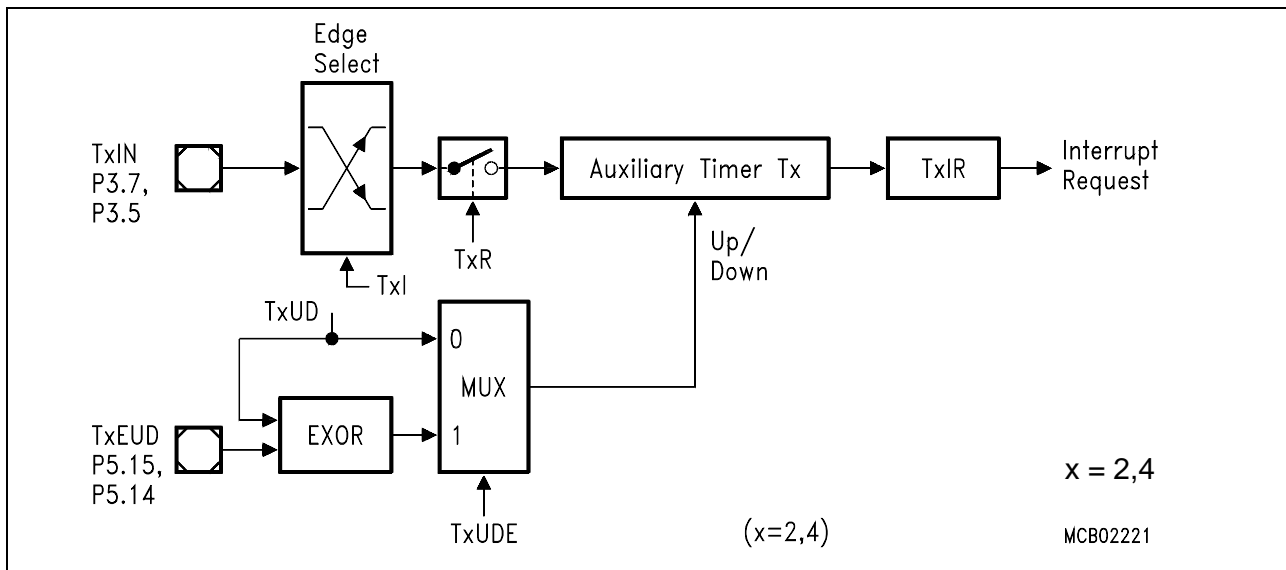 Edge
Select
TxIN
P3.7,
P3.5
Auxiliary Timer Tx
TxIR
Interrupt
Request
TxR
Up/
Down
TxI
TxUD
0
MUX
1
EXOR
TxEUD
P5.15,
P5.14
TxUDE
(x=2,4)
x = 2,4
MCB02221